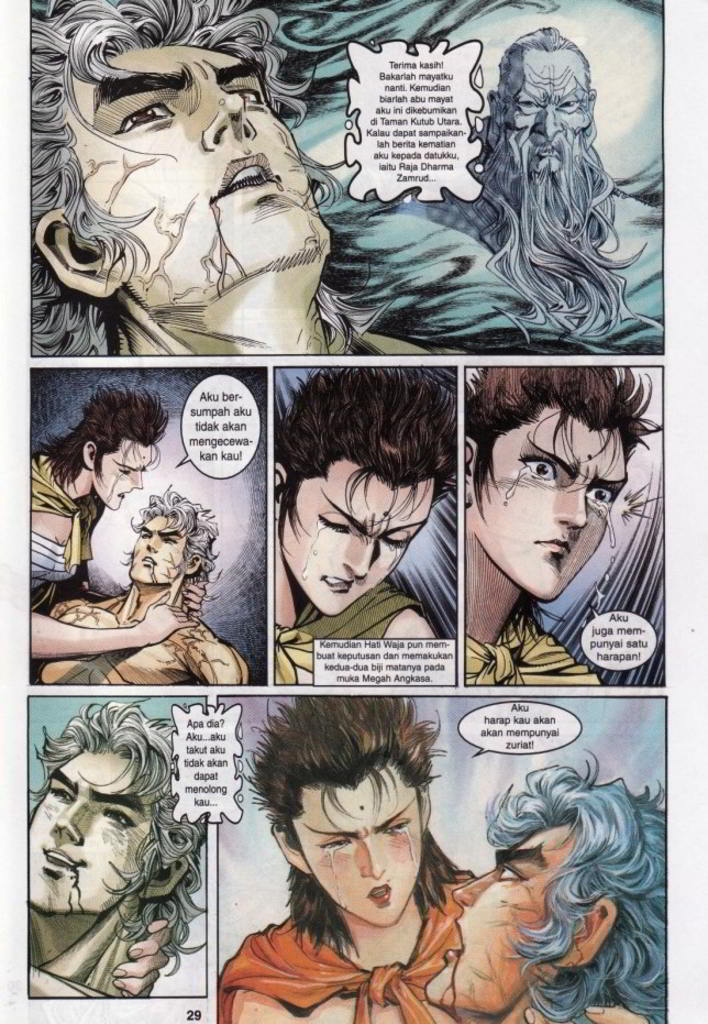 Terima kasih!
Bakarlah mayatku
nanti. Kemudian
biarlah abu mayat
aku ini dikebumikan
di Taman Kutub Utara.
Kalau dapat sampaikan-
lah berita kematian
aku kepada datukku,
iaitu Raja Dharma
Zamrud...
Aku ber-
sumpah aku
tidak akan
mengecewa-
kan kau!
Kemudian Hati Waja pun mem-
buat keputusan dan memakukan
kedua-dua biji matanya pada
muka Megah Angkasa.
Aku
juga mem-
punyai satu
harapan!
Apa dia?
Aku...aku
takut aku
tidak akan
dapat
menolong
kau...
Aku
harap kau akan
akan mempunyai
zuriat!
29